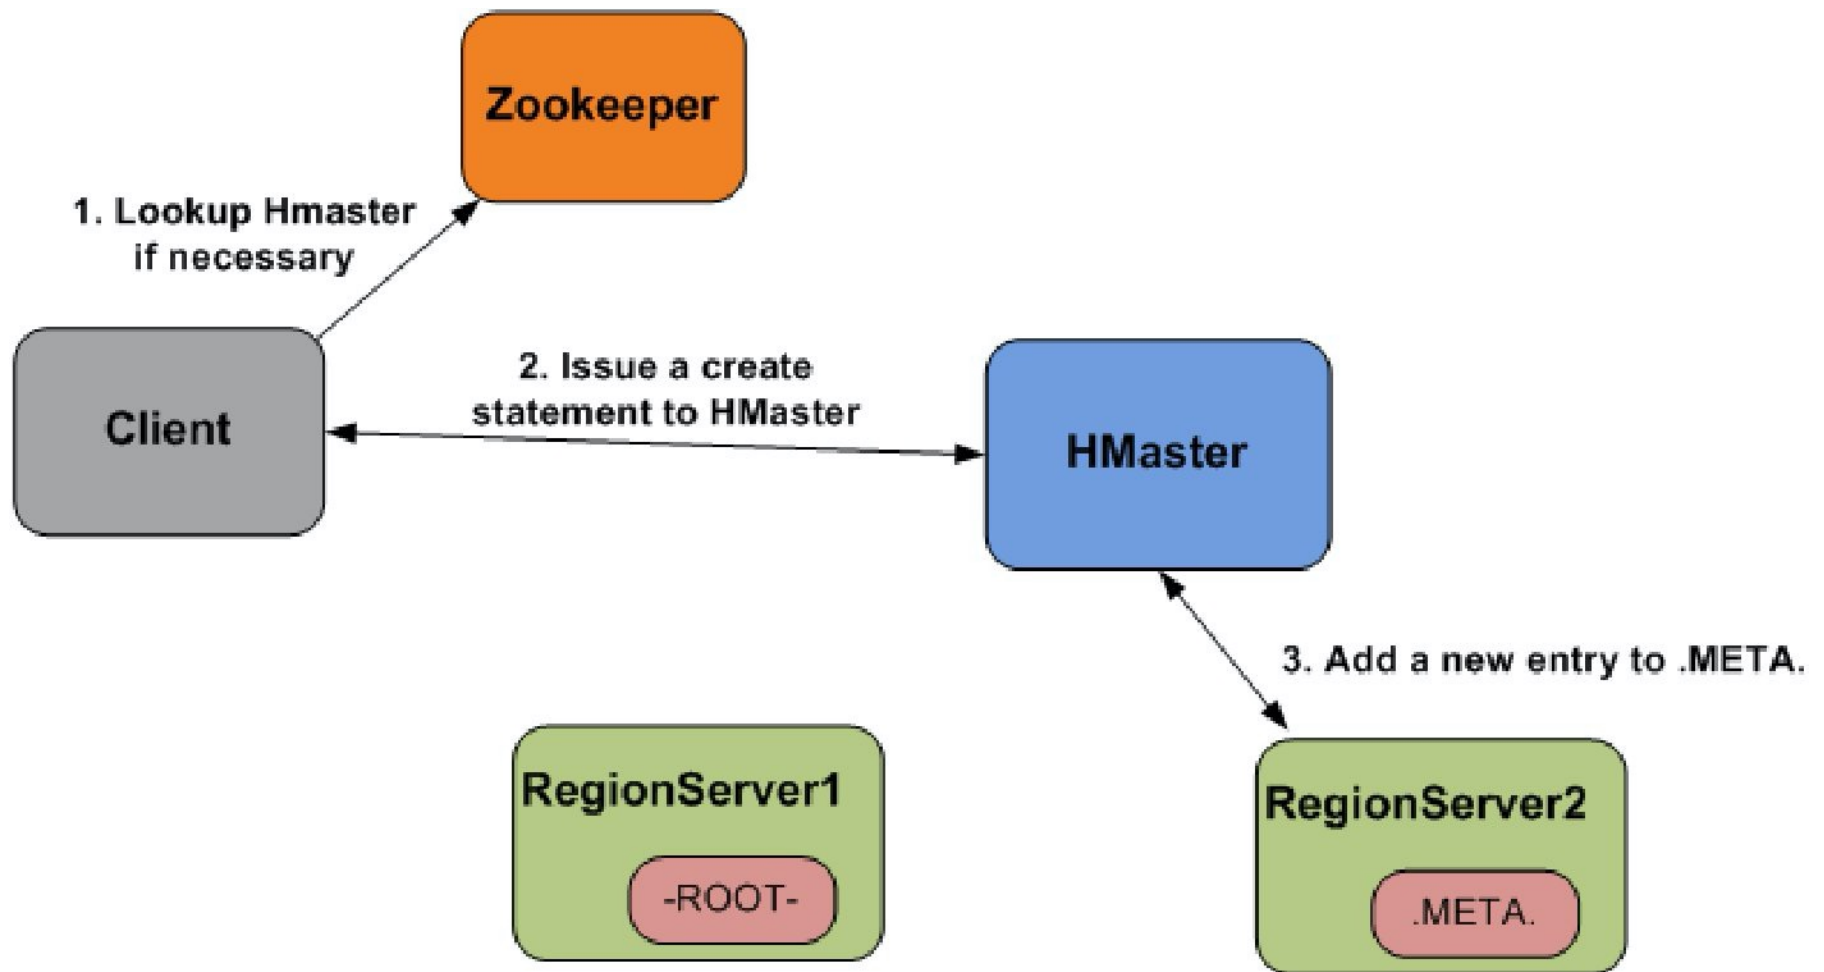 Zookeeper
1. Lookup Hmaster
if necessary
Client
2. Issue a create
statement to HMaster
HMaster
3. Add a new entry to .META.
RegionServer1
-ROOT-
RegionServer2
.META.